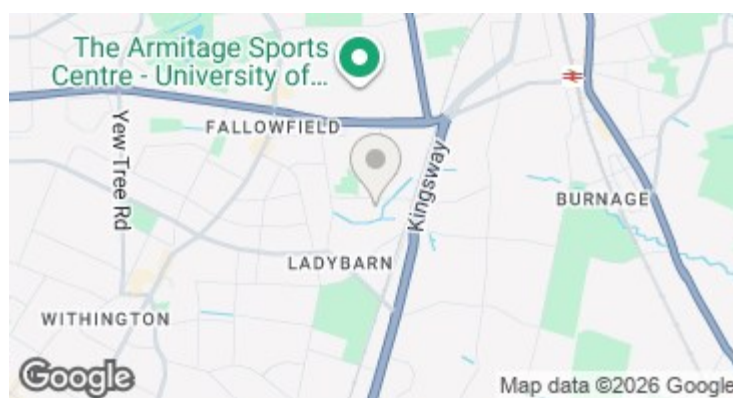 The Armitage Sports
Centre - University of...
FALLOWFIELD
Yew Tree Rd
Kingsway
BURNAGE
LADYBARN
WITHINGTON
Google
Map data ©2026 Google